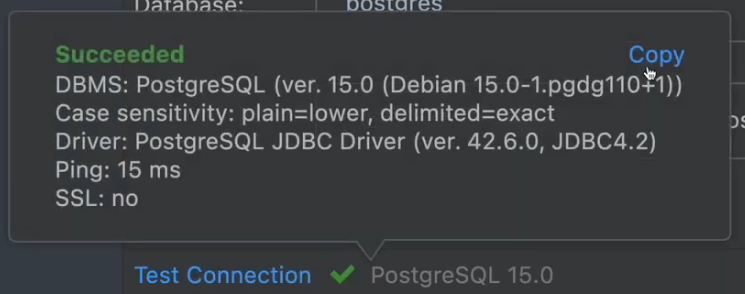 Database: postgres
Succeeded Copy
DBMS: PostgreSQL (ver. 15.0 (Debian 15.0-1.pgdg110+1))
Case sensitivity: plain=lower, delimited=exact
Driver: PostgreSQL JDBC Driver (ver. 42.6.0, JDBC4.2)
Ping: 15 ms
SSL: no
Test Connection PostgreSQL 15.0